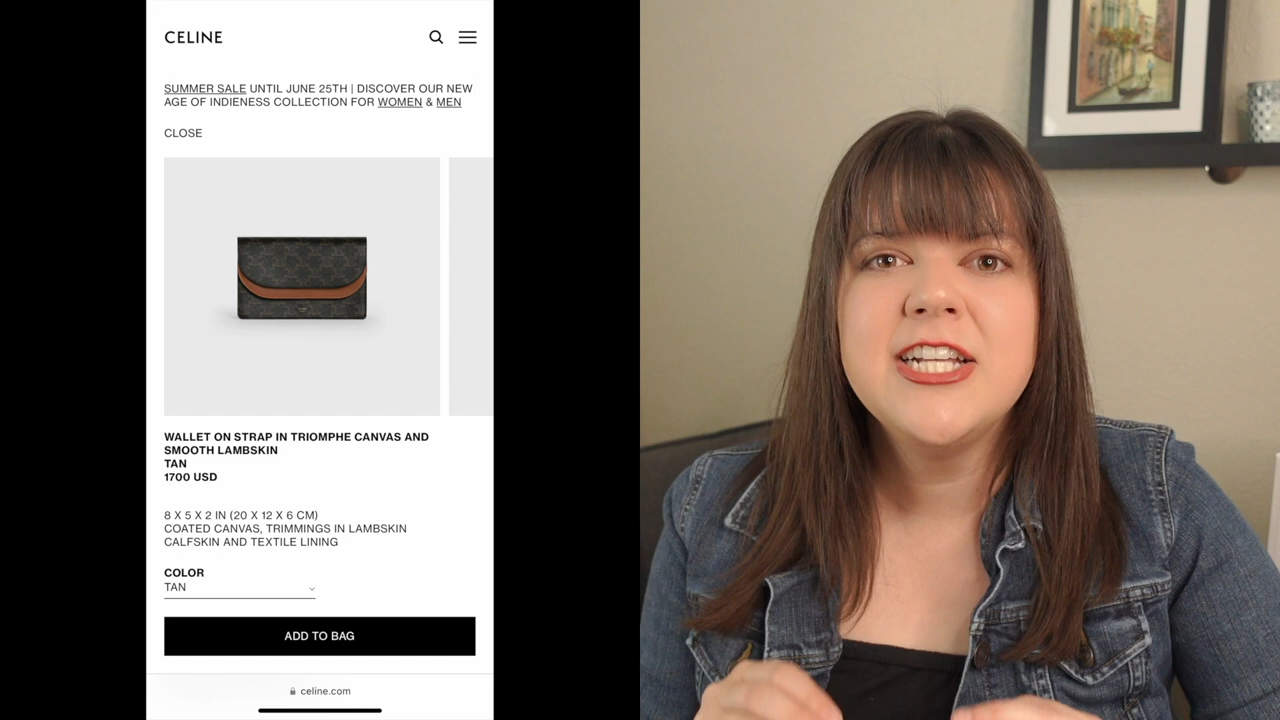 CELINE
SUMMER SALE UNTIL JUNE 25TH | DISCOVER OUR NEW
AGE OF INDIENESS COLLECTION FOR WOMEN & MEN
CLOSE
WALLET ON STRAP IN TRIOMPHE CANVAS AND
SMOOTH LAMBSKIN
TAN
1700 USD
8 X 5 X 2 IN (20 X 12 X 6 CM)
COATED CANVAS, TRIMMINGS IN LAMBSKIN
CALFSKIN AND TEXTILE LINING
COLOR
TAN
ADD TO BAG
celine.com